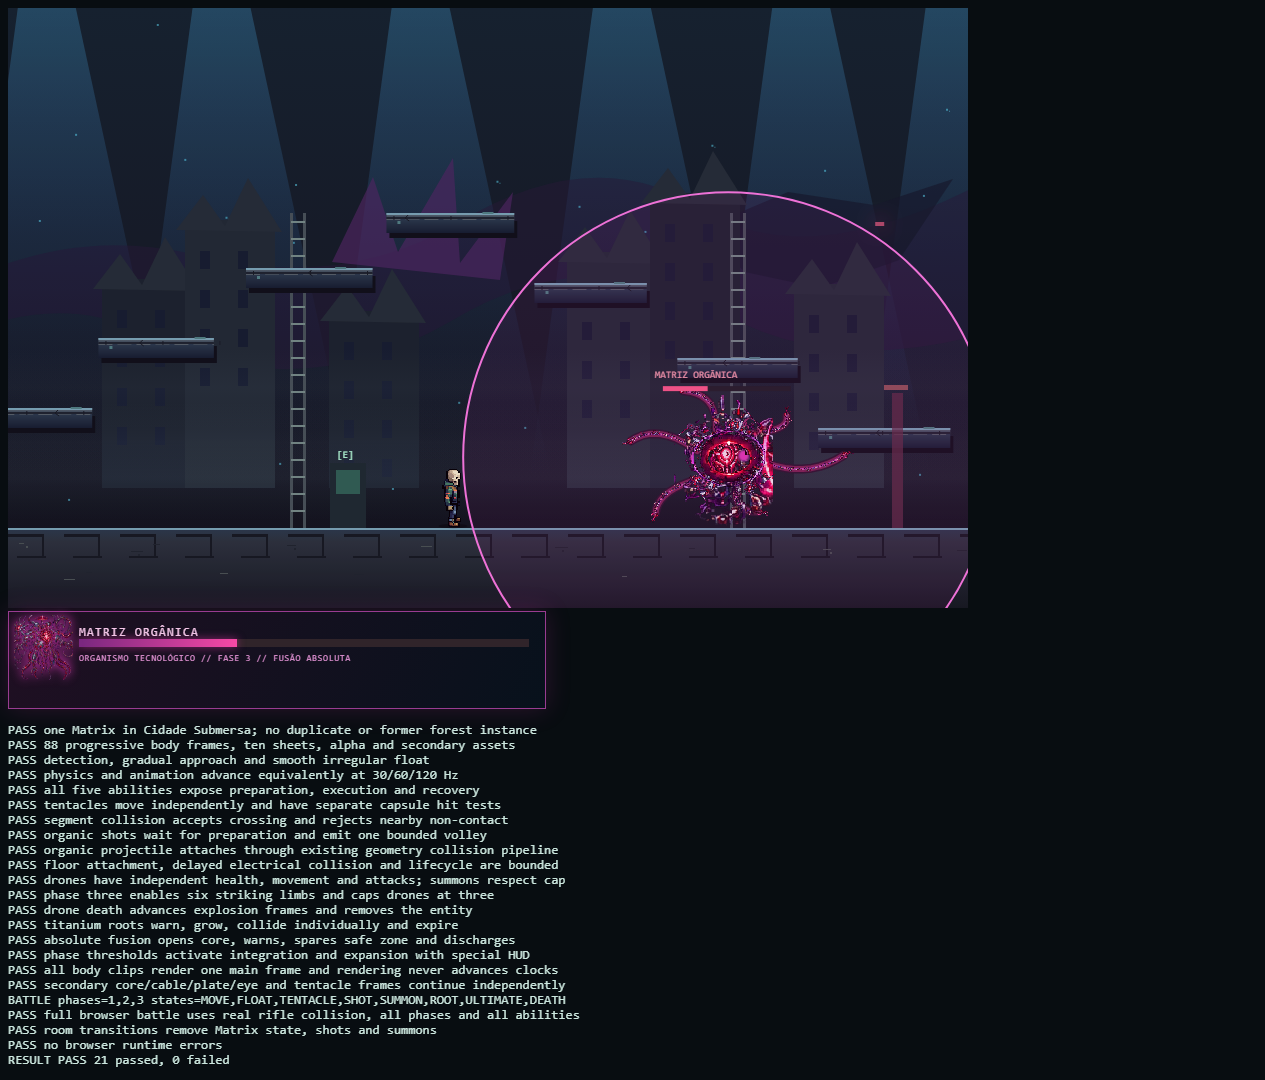 MATRIZ ORGÂNICA
[E]
MATRIZ ORGÂNICA
ORGANISMO TECNOLÓGICO // FASE 3 // FUSÃO ABSOLUTA
PASS one Matrix in Cidade Submersa; no duplicate or former forest instance
PASS 88 progressive body frames, ten sheets, alpha and secondary assets
PASS detection, gradual approach and smooth irregular float
PASS physics and animation advance equivalently at 30/60/120 Hz
PASS all five abilities expose preparation, execution and recovery
PASS tentacles move independently and have separate capsule hit tests
PASS segment collision accepts crossing and rejects nearby non-contact
PASS organic shots wait for preparation and emit one bounded volley
PASS organic projectile attaches through existing geometry collision pipeline
PASS floor attachment, delayed electrical collision and lifecycle are bounded
PASS drones have independent health, movement and attacks; summons respect cap
PASS phase three enables six striking limbs and caps drones at three
PASS drone death advances explosion frames and removes the entity
PASS titanium roots warn, grow, collide individually and expire
PASS absolute fusion opens core, warns, spares safe zone and discharges
PASS phase thresholds activate integration and expansion with special HUD
PASS all body clips render one main frame and rendering never advances clocks
PASS secondary core/cable/plate/eye and tentacle frames continue independently
BATTLE phases=1,2,3 states=MOVE,FLOAT,TENTACLE,SHOT,SUMMON,ROOT,ULTIMATE,DEATH
PASS full browser battle uses real rifle collision, all phases and all abilities
PASS room transitions remove Matrix state, shots and summons
PASS no browser runtime errors
RESULT PASS 21 passed, 0 failed